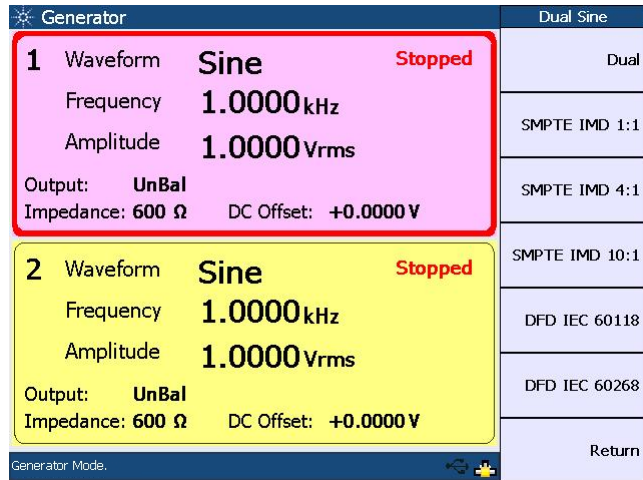 Generator
1 Waveform Sine Stopped
Frequency 1.0000 kHz
Amplitude 1.0000 Vrms
Output: UnBal
Impedance: 600 Ω DC Offset: +0.0000 V
2 Waveform Sine Stopped
Frequency 1.0000 kHz
Amplitude 1.0000 Vrms
Output: UnBal
Impedance: 600 Ω DC Offset: +0.0000 V
Generator Mode.
Dual Sine
Dual
SMPTE IMD 1:1
SMPTE IMD 4:1
SMPTE IMD 10:1
DFD IEC 60118
DFD IEC 60268
Return